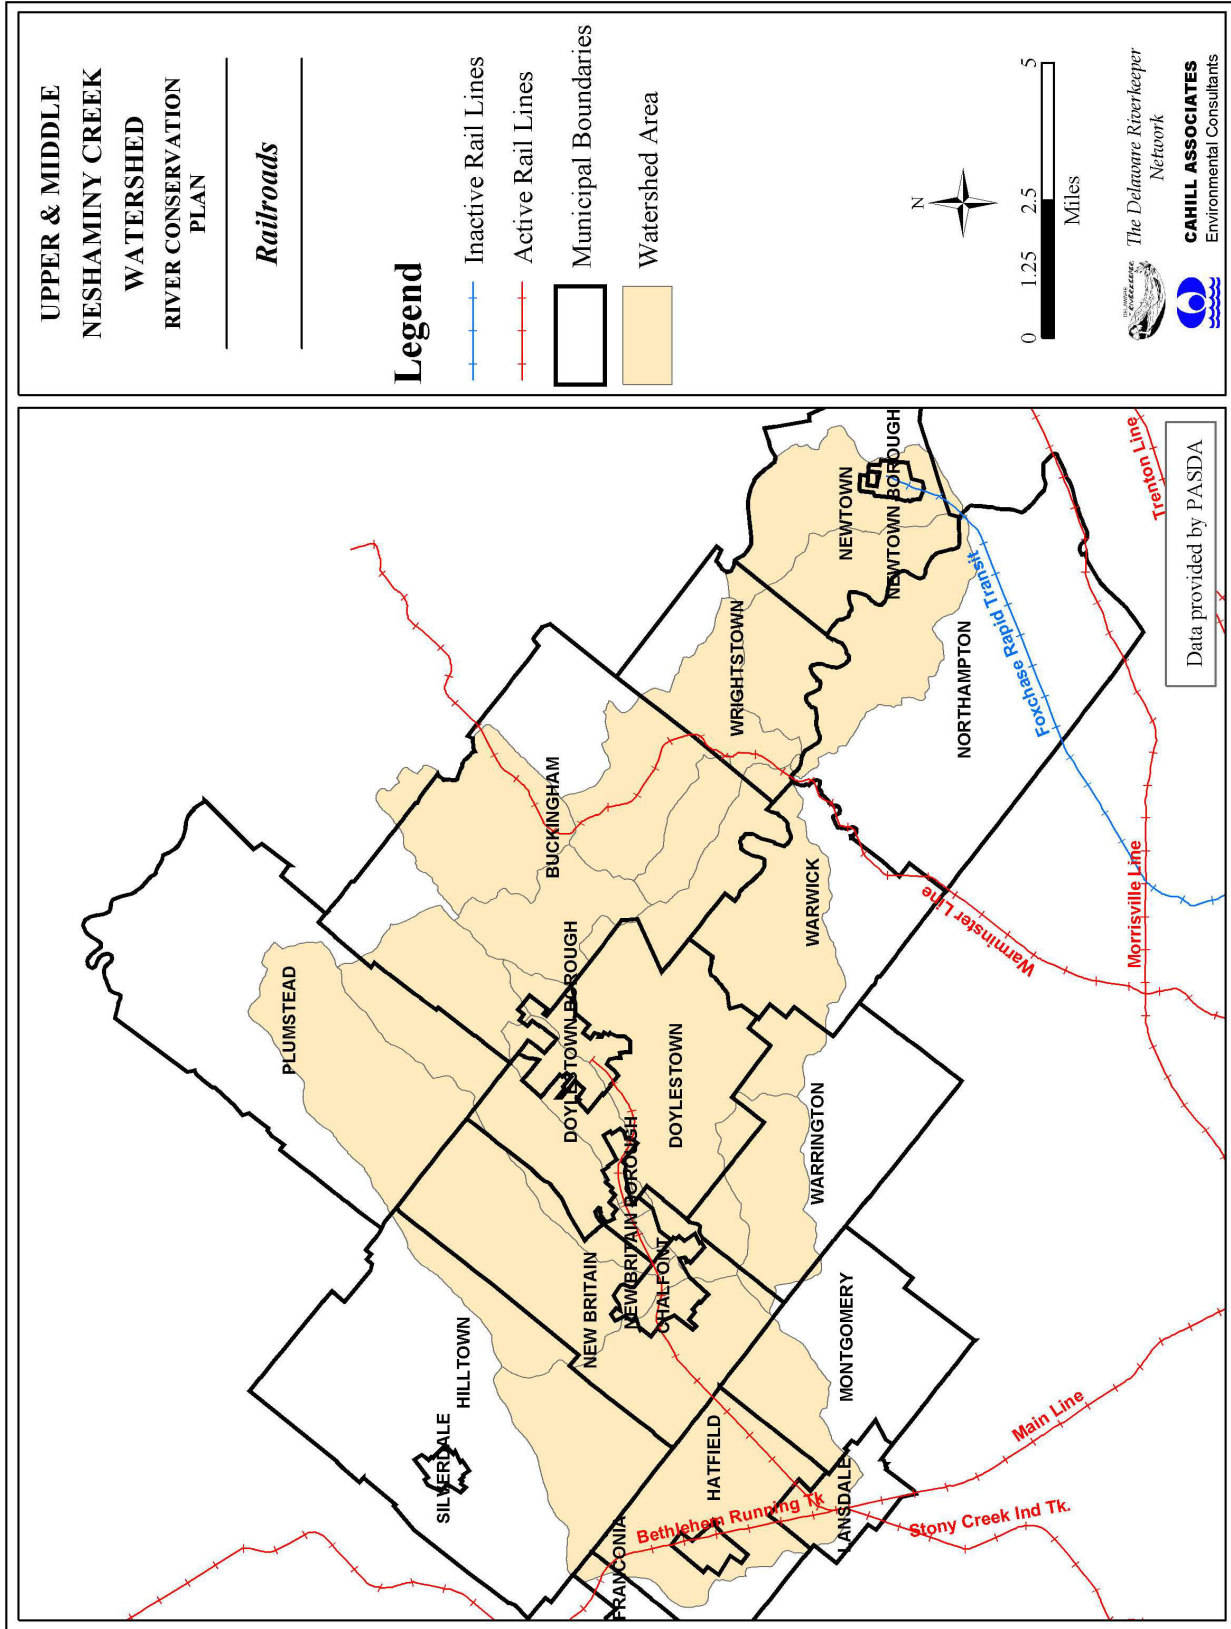 UPPER & MIDDLE
NESHAMINY CREEK
WATERSHED
RIVER CONSERVATION
PLAN
Railroads
Legend
Inactive Rail Lines
Active Rail Lines
Municipal Boundaries
Watershed Area
N
0 1.25 2.5 5
Miles
The Delaware Riverkeeper
Network
CAHILL ASSOCIATES
Environmental Consultants
PLUMSTEAD
HILLTOWN
SILVERDALE
BUCKINGHAM
DOYLESTOWN BOROUGH
NEW BRITAIN
NEW BRITAIN BOROUGH
CHALFONT
DOYLESTOWN
FRANCONIA
HATFIELD
Bethlehem Running Tk
LANSDALE
Stony Creek Ind Tk.
Main Line
MONTGOMERY
WARRINGTON
WARWICK
WRIGHTSTOWN
NEWTOWN
NEWTOWN BOROUGH
NORTHAMPTON
Foxchase Rapid Transit
Warminster Line
Morrisville Line
Trenton Line
Data provided by PASDA